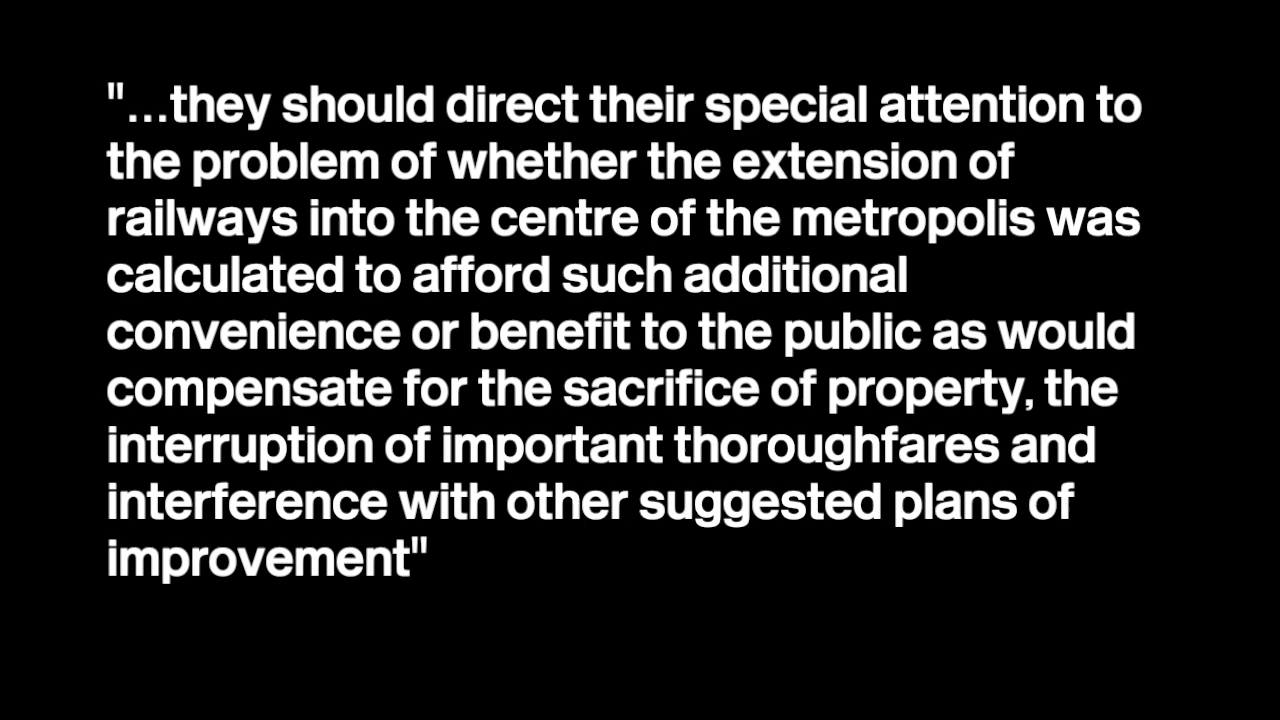 "...they should direct their special attention to
the problem of whether the extension of
railways into the centre of the metropolis was
calculated to afford such additional
convenience or benefit to the public as would
compensate for the sacrifice of property, the
interruption of important thoroughfares and
interference with other suggested plans of
improvement"